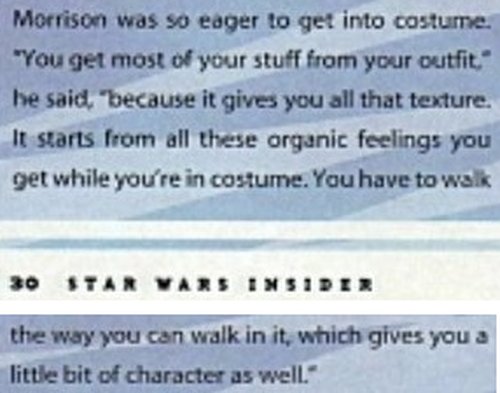 Morrison was so eager to get into costume.
"You get most of your stuff from your outfit,"
he said, "because it gives you all that texture.
It starts from all these organic feelings you
get while you're in costume. You have to walk
30 STAR WARS INSIDER
the way you can walk in it, which gives you a
little bit of character as well."